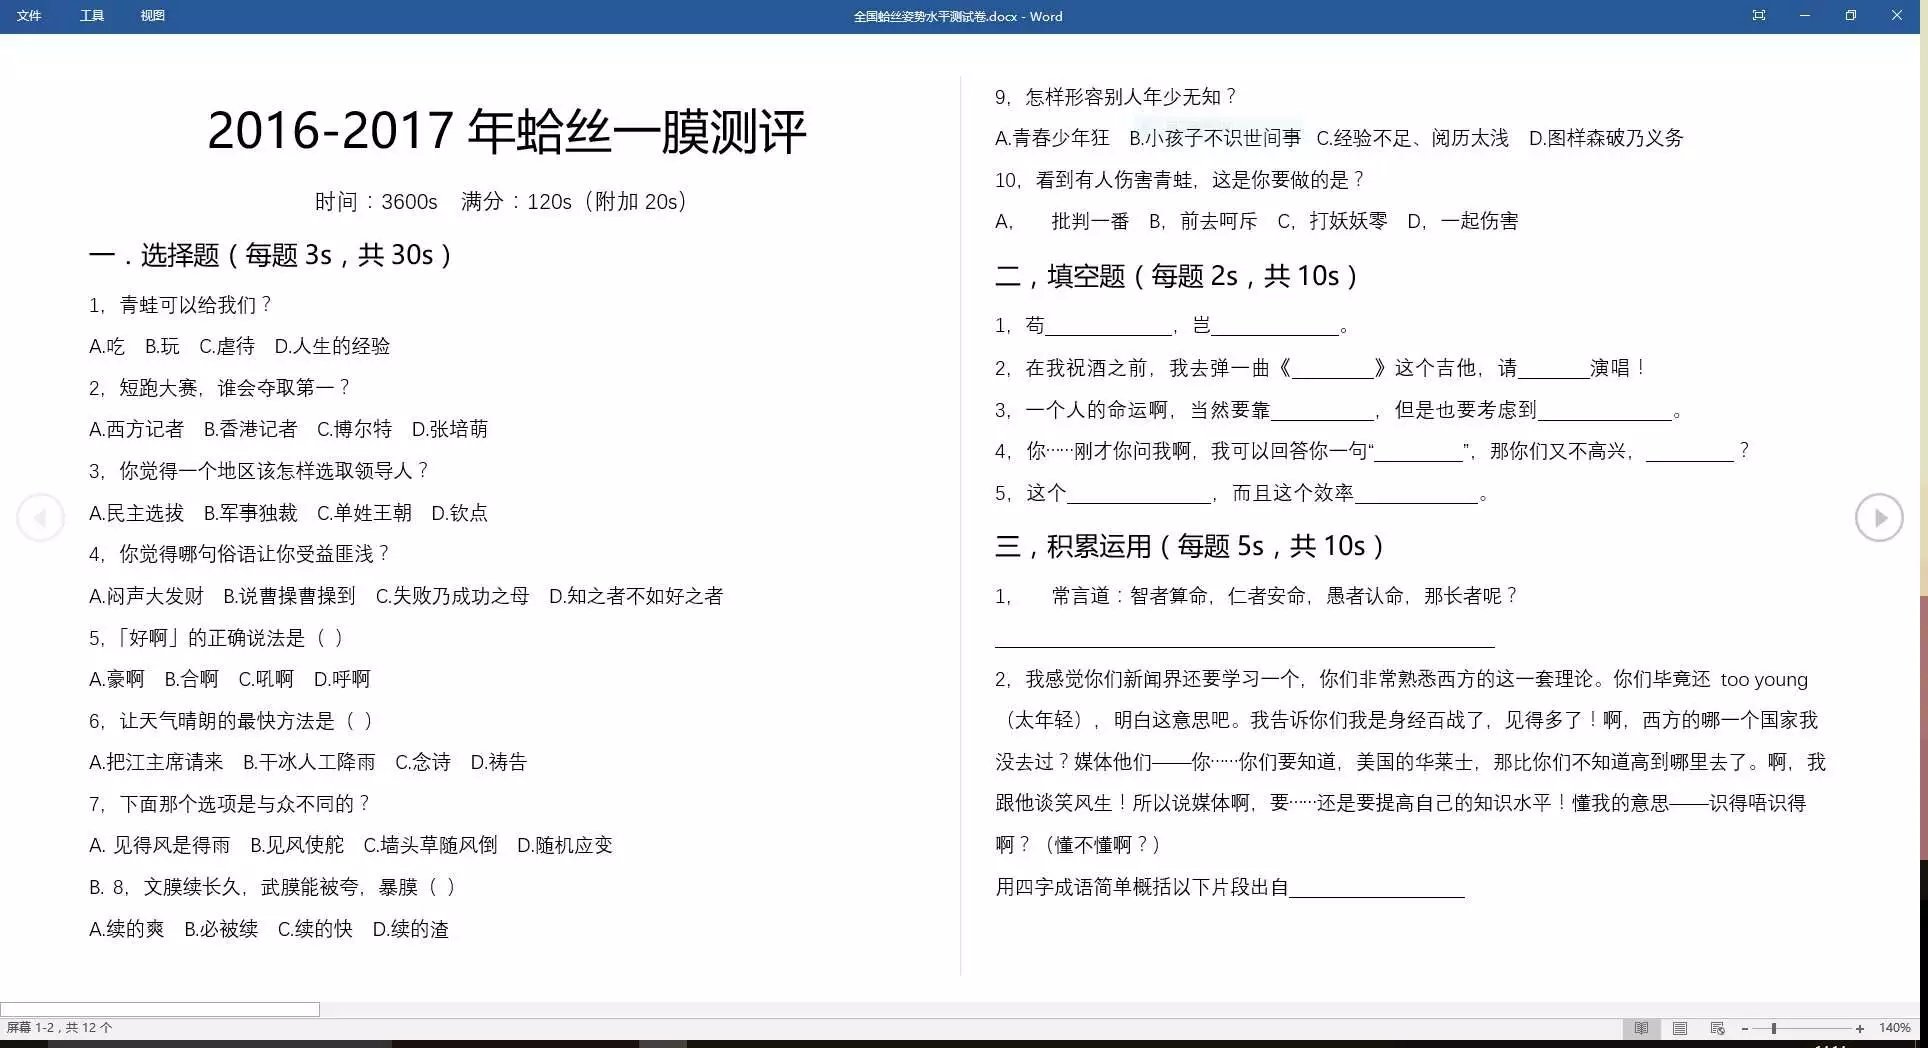 文件 工具 视图 全国蛤丝姿势水平测试卷.docx - Word
2016-2017 年蛤丝一膜测评
时间：3600s 满分：120s（附加 20s）
一．选择题（每题 3s，共 30s）
1，青蛙可以给我们？
A.吃 B.玩 C.虐待 D.人生的经验
2，短跑大赛，谁会夺取第一？
A.西方记者 B.香港记者 C.博尔特 D.张培萌
3，你觉得一个地区该怎样选取领导人？
A.民主选拔 B.军事独裁 C.单姓王朝 D.钦点
4，你觉得哪句俗语让你受益匪浅？
A.闷声大发财 B.说曹操曹操到 C.失败乃成功之母 D.知之者不如好之者
5,「好啊」的正确说法是（ ）
A.豪啊 B.合啊 C.吼啊 D.呼啊
6，让天气晴朗的最快方法是（ ）
A.把江主席请来 B.干冰人工降雨 C.念诗 D.祷告
7，下面那个选项是与众不同的？
A. 见得风是得雨 B.见风使舵 C.墙头草随风倒 D.随机应变
B. 8，文膜续长久，武膜能被夸，暴膜（ ）
A.续的爽 B.必被续 C.续的快 D.续的渣
9，怎样形容别人年少无知？
A.青春少年狂 B.小孩子不识世间事 C.经验不足、阅历太浅 D.图样森破乃义务
10，看到有人伤害青蛙，这是你要做的是？
A， 批判一番 B，前去呵斥 C，打妖妖零 D，一起伤害
二，填空题（每题 2s，共 10s）
1，苟____________，岂____________。
2，在我祝酒之前，我去弹一曲《________》这个吉他，请_______演唱！
3，一个人的命运啊，当然要靠__________，但是也要考虑到_____________。
4，你……刚才你问我啊，我可以回答你一句“_________”，那你们又不高兴，_________？
5，这个______________，而且这个效率____________。
三，积累运用（每题 5s，共 10s）
1， 常言道：智者算命，仁者安命，愚者认命，那长者呢？
2，我感觉你们新闻界还要学习一个，你们非常熟悉西方的这一套理论。你们毕竟还 too young
（太年轻），明白这意思吧。我告诉你们我是身经百战了，见得多了！啊，西方的哪一个国家我
没去过？媒体他们——你……你们要知道，美国的华莱士，那比你们不知道高到哪里去了。啊，我
跟他谈笑风生！所以说媒体啊，要……还是要提高自己的知识水平！懂我的意思——识得唔识得
啊？（懂不懂啊？）
用四字成语简单概括以下片段出自_________________
屏幕 1-2，共 12 个 140%